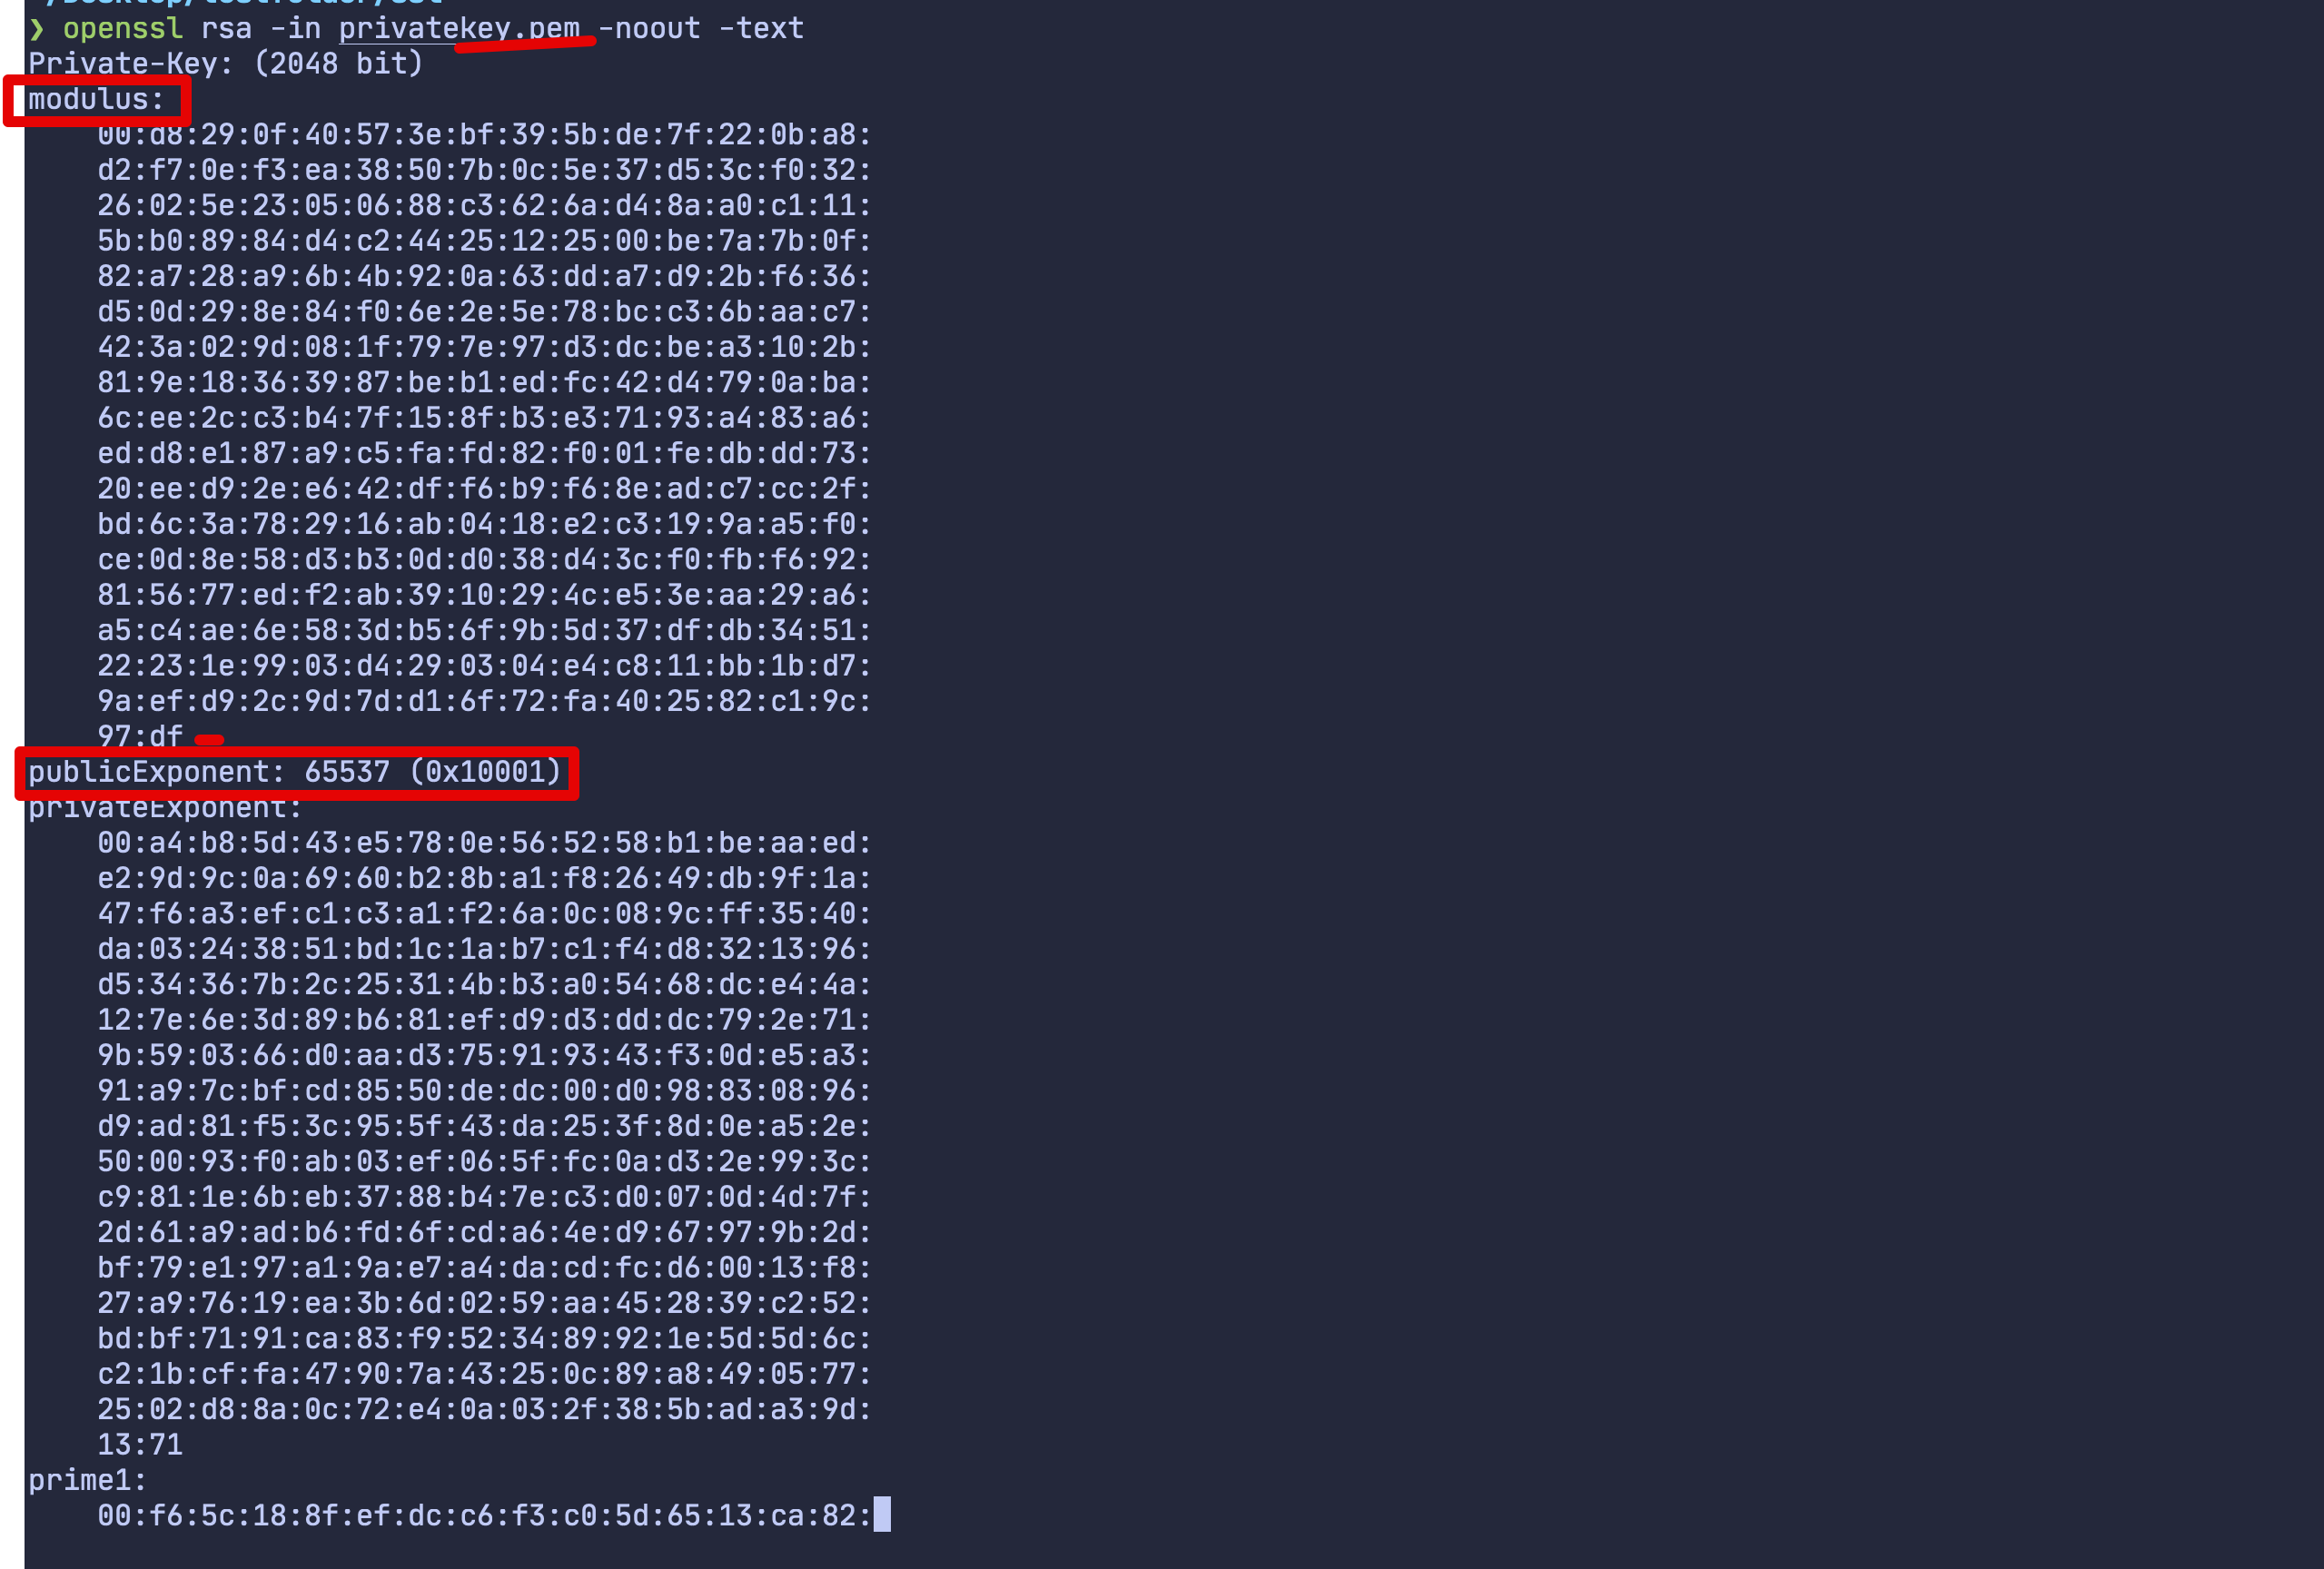 ~/Desktop/testfolder/ssl
❯ openssl rsa -in privatekey.pem -noout -text
Private-Key: (2048 bit)
modulus:
00:d8:29:0f:40:57:3e:bf:39:5b:de:7f:22:0b:a8:
d2:f7:0e:f3:ea:38:50:7b:0c:5e:37:d5:3c:f0:32:
26:02:5e:23:05:06:88:c3:62:6a:d4:8a:a0:c1:11:
5b:b0:89:84:d4:c2:44:25:12:25:00:be:7a:7b:0f:
82:a7:28:a9:6b:4b:92:0a:63:dd:a7:d9:2b:f6:36:
d5:0d:29:8e:84:f0:6e:2e:5e:78:bc:c3:6b:aa:c7:
42:3a:02:9d:08:1f:79:7e:97:d3:dc:be:a3:10:2b:
81:9e:18:36:39:87:be:b1:ed:fc:42:d4:79:0a:ba:
6c:ee:2c:c3:b4:7f:15:8f:b3:e3:71:93:a4:83:a6:
ed:d8:e1:87:a9:c5:fa:fd:82:f0:01:fe:db:dd:73:
20:ee:d9:2e:e6:42:df:f6:b9:f6:8e:ad:c7:cc:2f:
bd:6c:3a:78:29:16:ab:04:18:e2:c3:19:9a:a5:f0:
ce:0d:8e:58:d3:b3:0d:d0:38:d4:3c:f0:fb:f6:92:
81:56:77:ed:f2:ab:39:10:29:4c:e5:3e:aa:29:a6:
a5:c4:ae:6e:58:3d:b5:6f:9b:5d:37:df:db:34:51:
22:23:1e:99:03:d4:29:03:04:e4:c8:11:bb:1b:d7:
9a:ef:d9:2c:9d:7d:d1:6f:72:fa:40:25:82:c1:9c:
97:df
publicExponent: 65537 (0x10001)
privateExponent:
00:a4:b8:5d:43:e5:78:0e:56:52:58:b1:be:aa:ed:
e2:9d:9c:0a:69:60:b2:8b:a1:f8:26:49:db:9f:1a:
47:f6:a3:ef:c1:c3:a1:f2:6a:0c:08:9c:ff:35:40:
da:03:24:38:51:bd:1c:1a:b7:c1:f4:d8:32:13:96:
d5:34:36:7b:2c:25:31:4b:b3:a0:54:68:dc:e4:4a:
12:7e:6e:3d:89:b6:81:ef:d9:d3:dd:dc:79:2e:71:
9b:59:03:66:d0:aa:d3:75:91:93:43:f3:0d:e5:a3:
91:a9:7c:bf:cd:85:50:de:dc:00:d0:98:83:08:96:
d9:ad:81:f5:3c:95:5f:43:da:25:3f:8d:0e:a5:2e:
50:00:93:f0:ab:03:ef:06:5f:fc:0a:d3:2e:99:3c:
c9:81:1e:6b:eb:37:88:b4:7e:c3:d0:07:0d:4d:7f:
2d:61:a9:ad:b6:fd:6f:cd:a6:4e:d9:67:97:9b:2d:
bf:79:e1:97:a1:9a:e7:a4:da:cd:fc:d6:00:13:f8:
27:a9:76:19:ea:3b:6d:02:59:aa:45:28:39:c2:52:
bd:bf:71:91:ca:83:f9:52:34:89:92:1e:5d:5d:6c:
c2:1b:cf:fa:47:90:7a:43:25:0c:89:a8:49:05:77:
25:02:d8:8a:0c:72:e4:0a:03:2f:38:5b:ad:a3:9d:
13:71
prime1:
00:f6:5c:18:8f:ef:dc:c6:f3:c0:5d:65:13:ca:82: